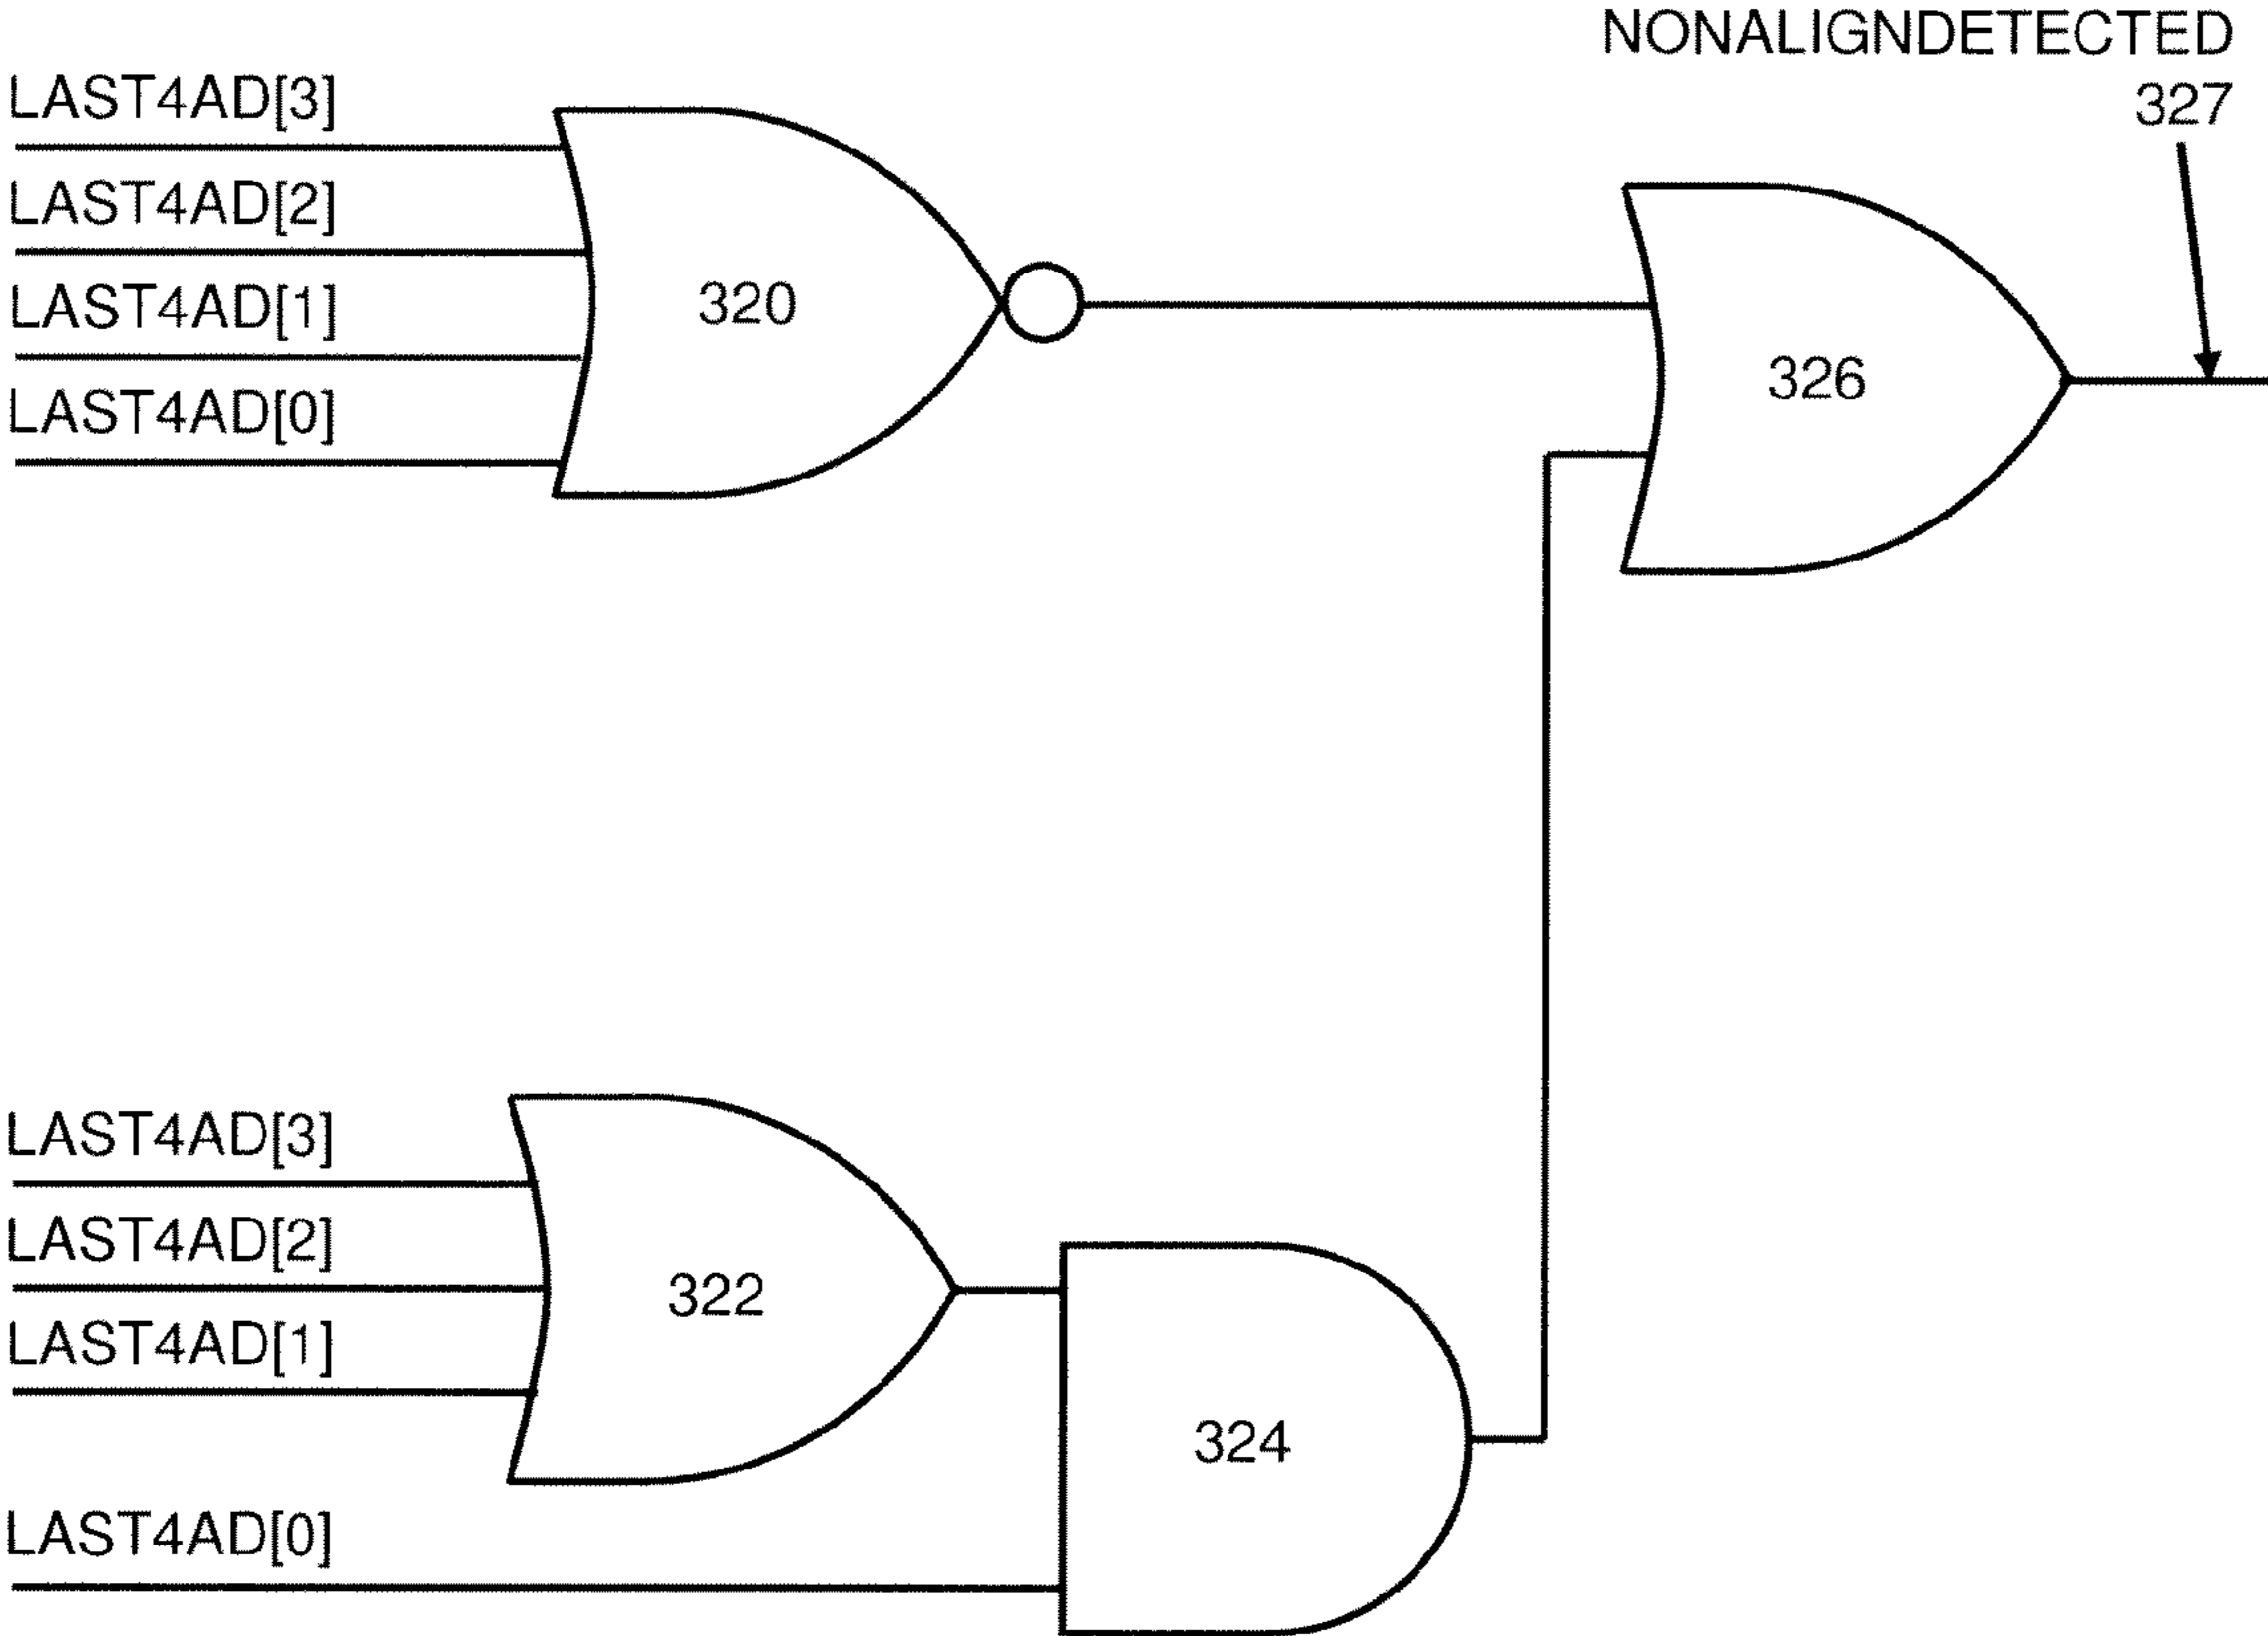 NONALIGNDETECTED
327
LAST4AD[3]
LAST4AD[2]
LAST4AD[1]
LAST4AD[0]
320
326
LAST4AD[3]
LAST4AD[2]
LAST4AD[1]
LAST4AD[0]
322
324